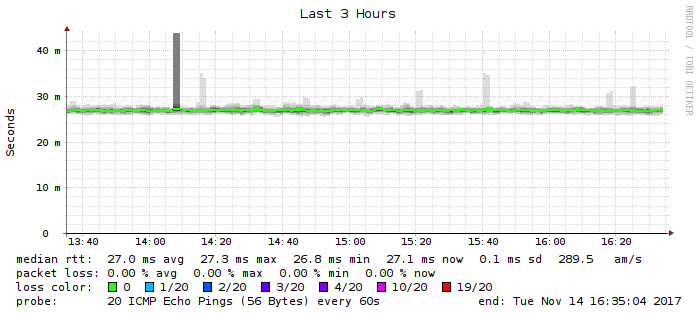 Last 3 Hours
RRDTOOL / TOBI OETIKER
Seconds
40 m
30 m
20 m
10 m
0
13:40 14:00 14:20 14:40 15:00 15:20 15:40 16:00 16:20
median rtt: 27.0 ms avg 27.3 ms max 26.8 ms min 27.1 ms now 0.1 ms sd 289.5 am/s
packet loss: 0.00 % avg 0.00 % max 0.00 % min 0.00 % now
loss color: 0 1/20 2/20 3/20 4/20 10/20 19/20
probe: 20 ICMP Echo Pings (56 Bytes) every 60s end: Tue Nov 14 16:35:04 2017